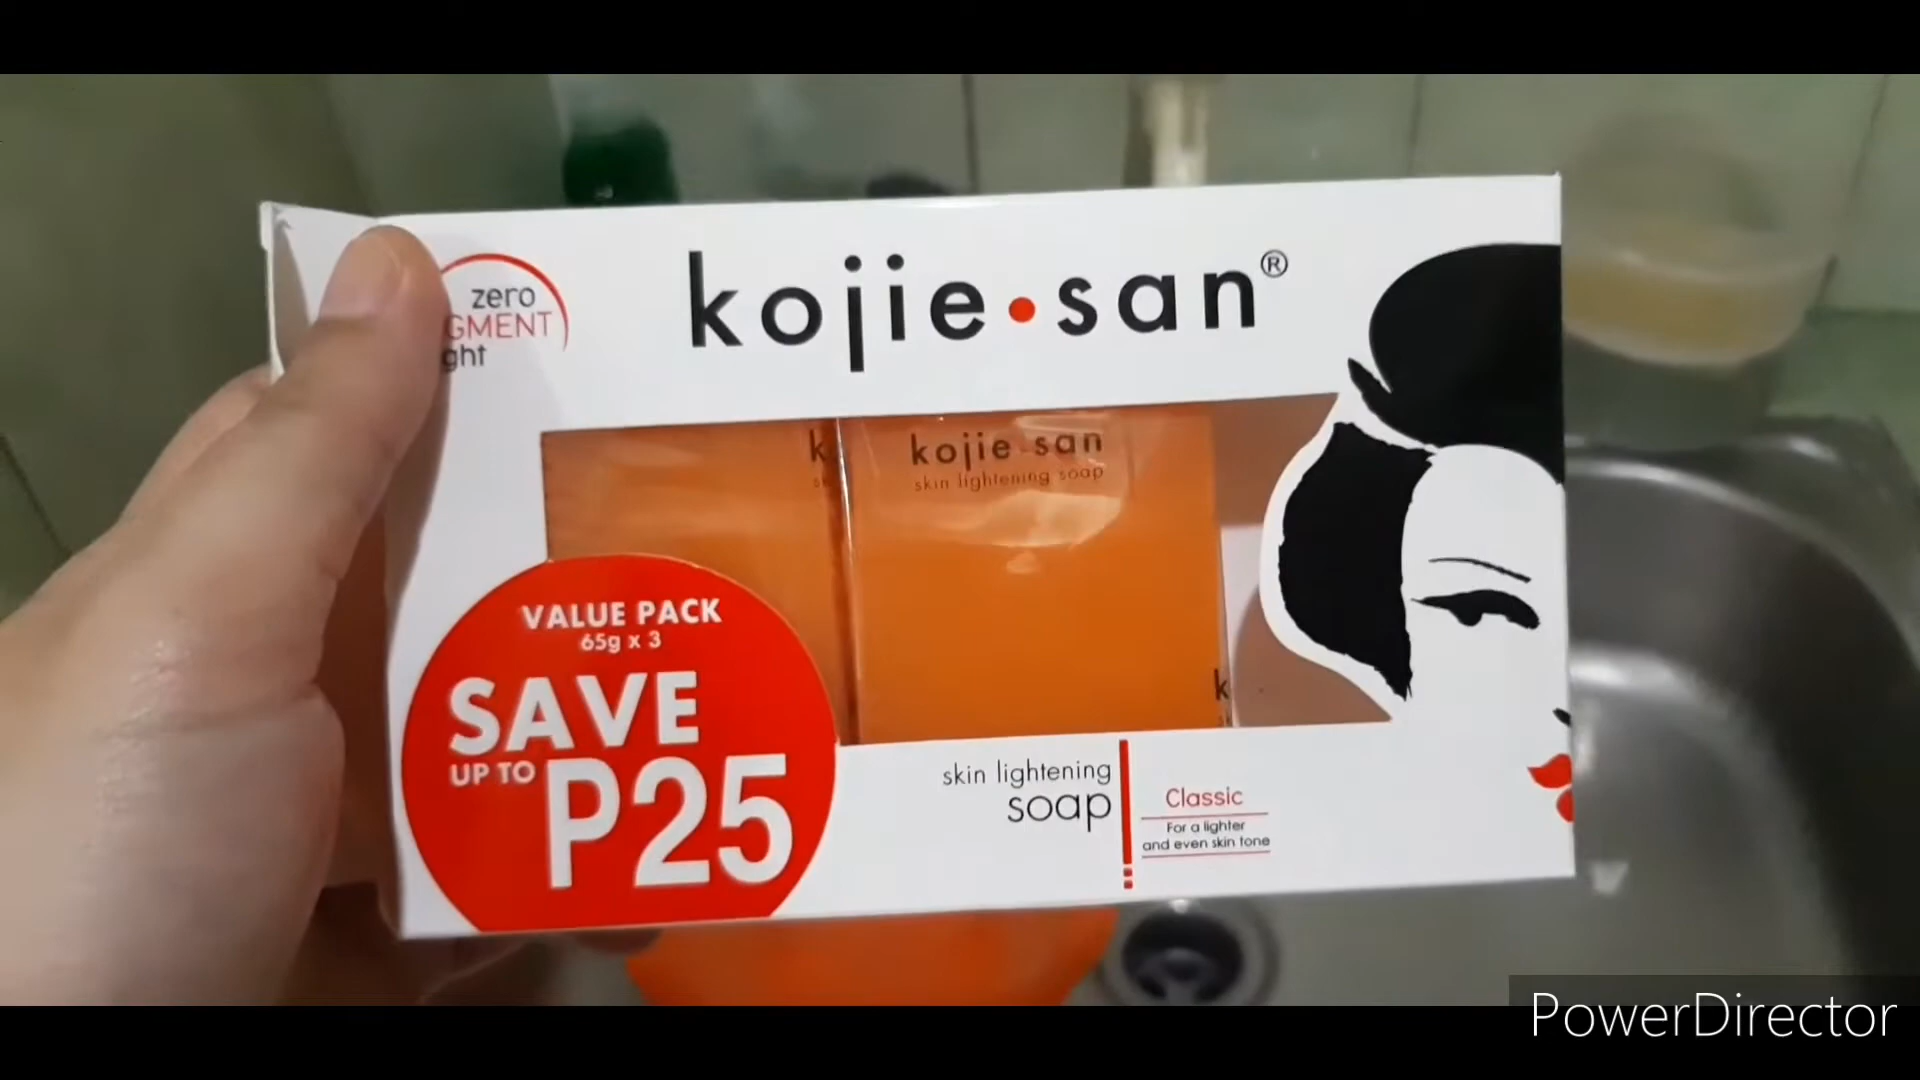 zero
GMENT
ght
kojie•san®
k
kojie san
skin lightening soap
k
VALUE PACK
65g x 3
SAVE
UP TO P25
skin lightening
soap
Classic
For a lighter
and even skin tone
PowerDirector